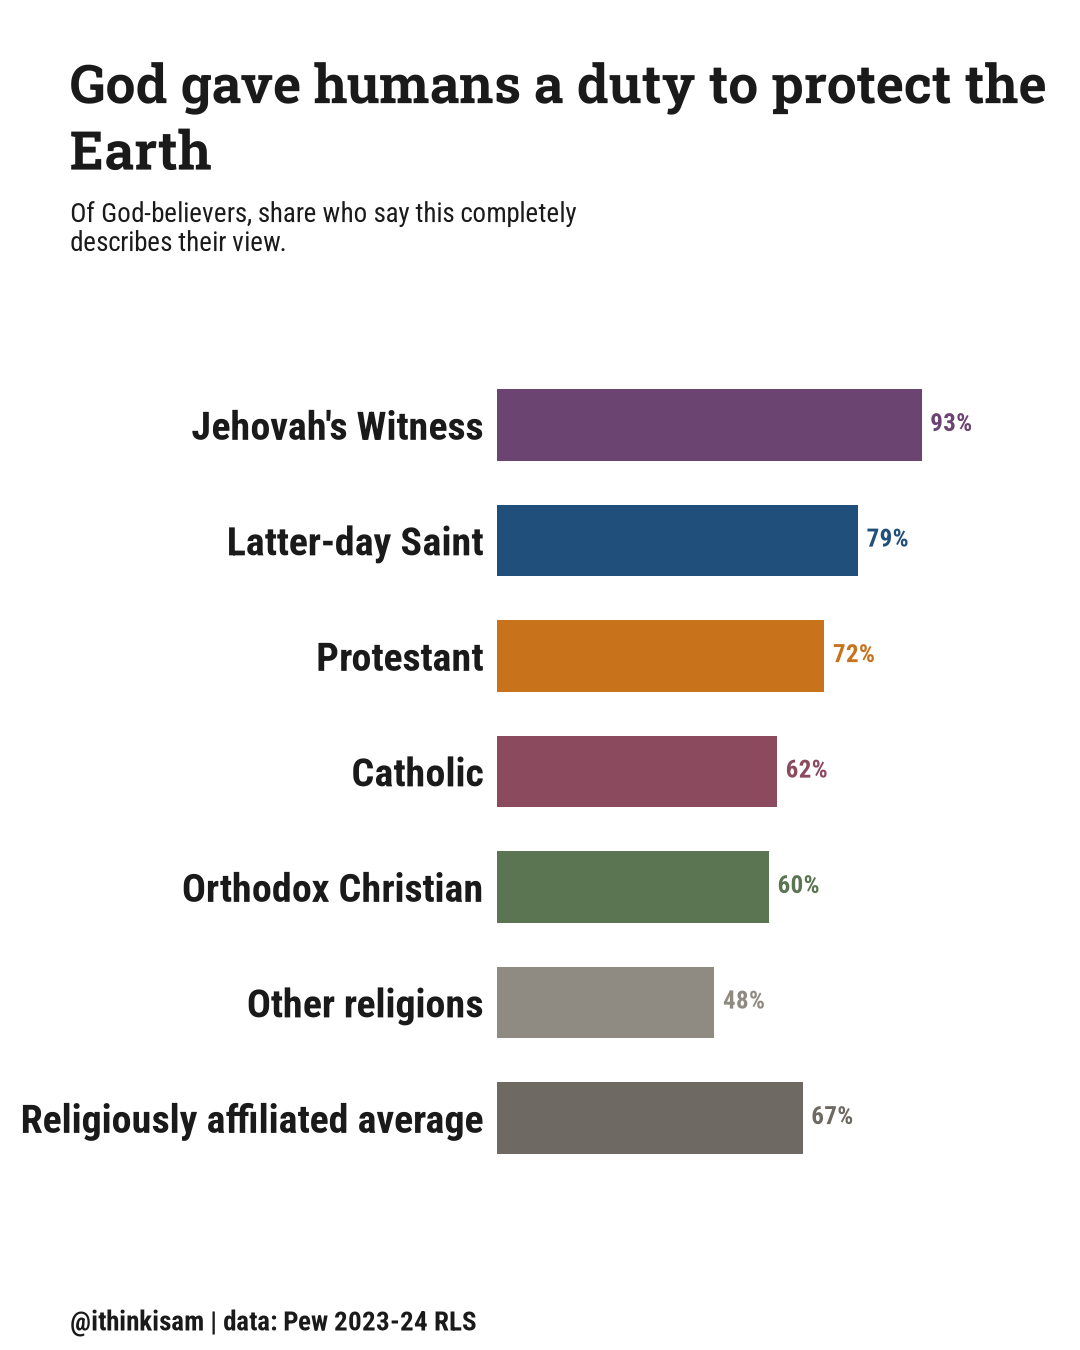 God gave humans a duty to protect the
Earth
Of God-believers, share who say this completely
describes their view.
Jehovah's Witness 93%
Latter-day Saint 79%
Protestant 72%
Catholic 62%
Orthodox Christian 60%
Other religions 48%
Religiously affiliated average 67%
@ithinkisam | data: Pew 2023-24 RLS